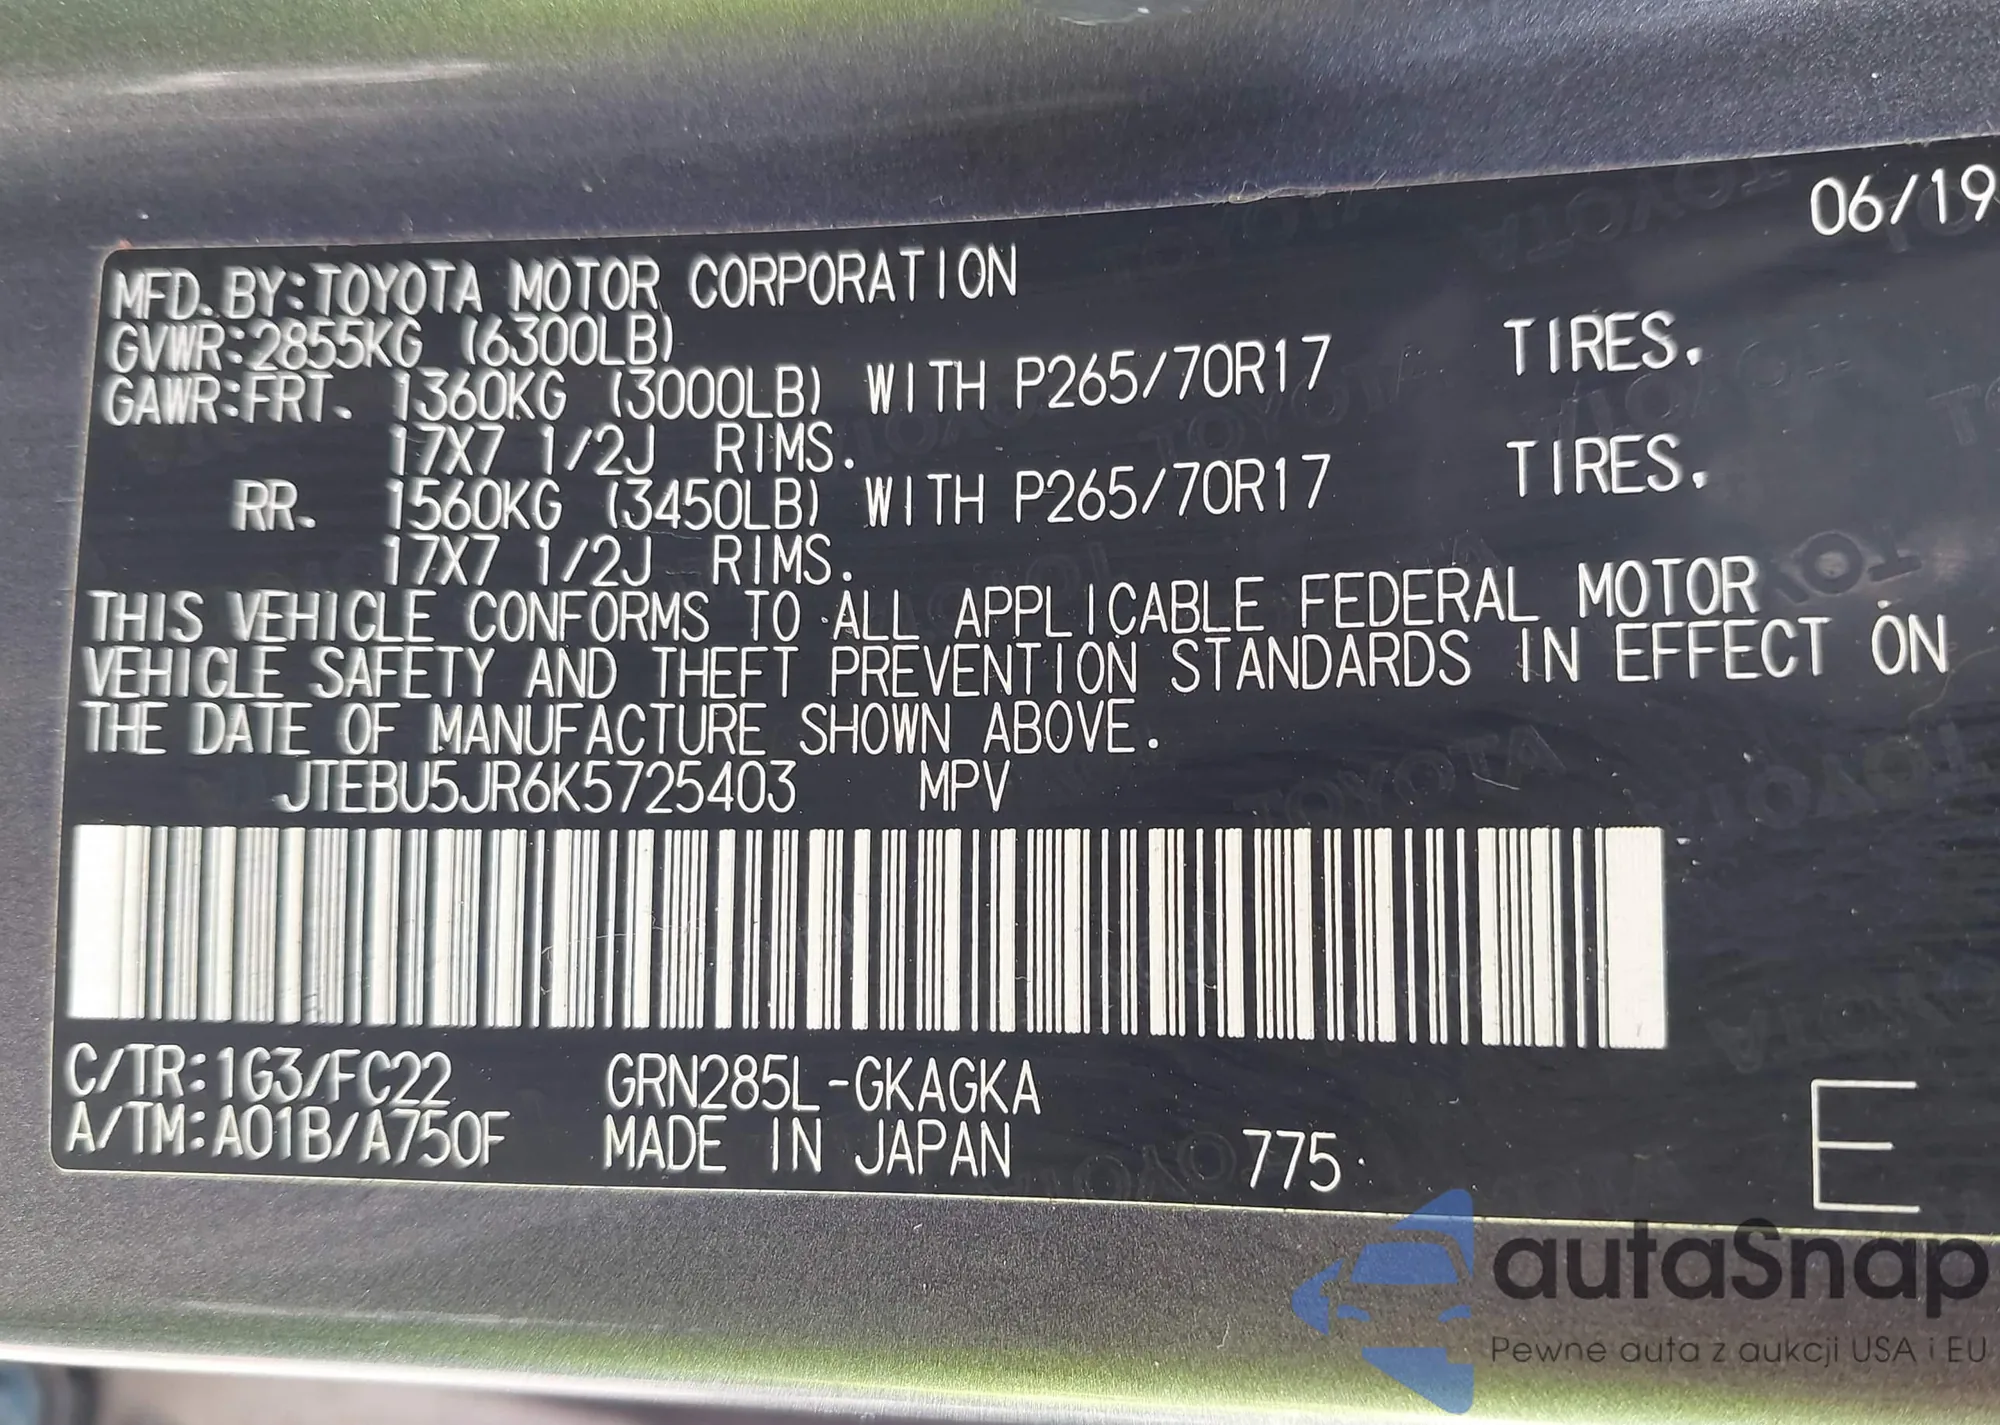 06/19
MFD. BY:TOYOTA MOTOR CORPORATION
GVWR:2855KG (6300LB)
GAWR:FRT. 1360KG (3000LB) WITH P265/70R17 TIRES.
17X7 1/2J RIMS.
RR. 1560KG (3450LB) WITH P265/70R17 TIRES.
17X7 1/2J RIMS.
THIS VEHICLE CONFORMS TO ALL APPLICABLE FEDERAL MOTOR
VEHICLE SAFETY AND THEFT PREVENTION STANDARDS IN EFFECT ON
THE DATE OF MANUFACTURE SHOWN ABOVE.
JTEBU5JR6K5725403 MPV
C/TR:1G3/FC22 GRN285L-GKAGKA
A/TM:A01B/A750F MADE IN JAPAN 775 E
autaSnap
Pewne auta z aukcji USA i EU